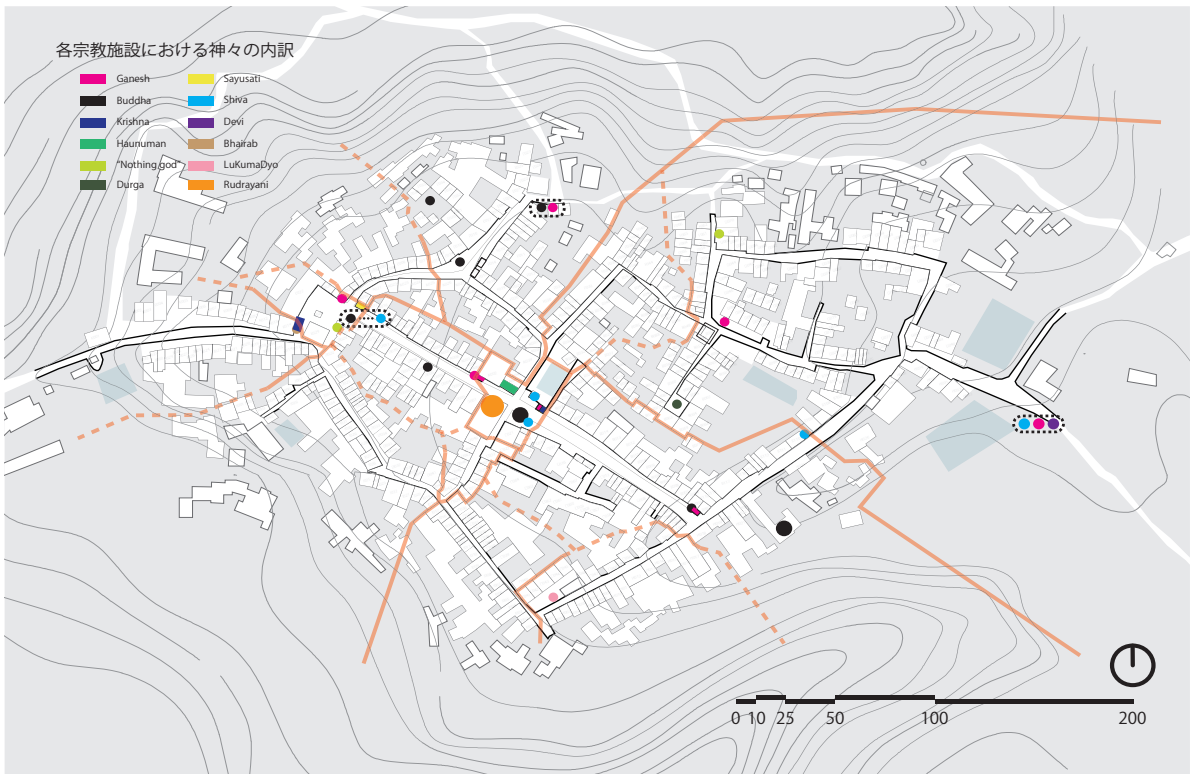 各宗教施設における神々の内訳
Ganesh
Buddha
Krishna
Haunuman
"Nothing god"
Durga
Sayusati
Shiva
Devi
Bhairab
LuKumaDyo
Rudrayani
0 10 25 50 100 200